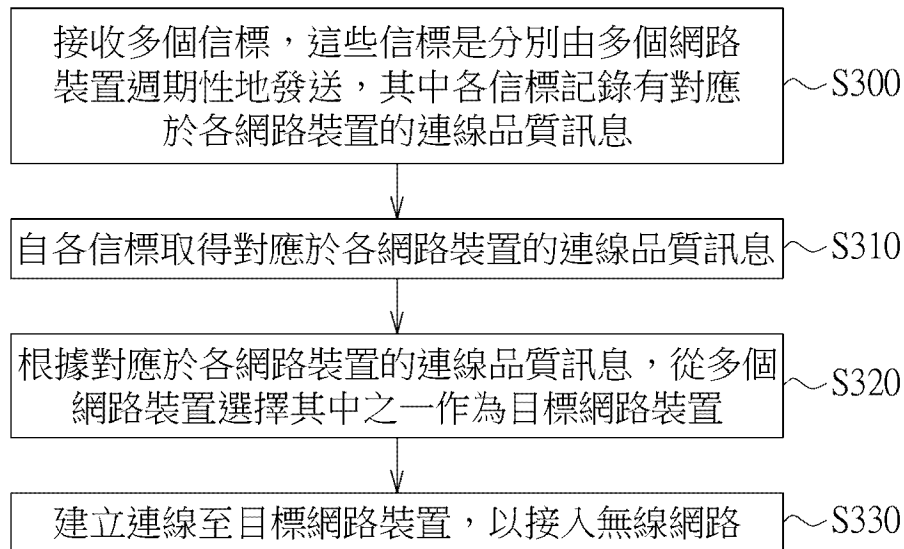 接收多個信標，這些信標是分別由多個網路
裝置週期性地發送，其中各信標記錄有對應
於各網路裝置的連線品質訊息
S300
自各信標取得對應於各網路裝置的連線品質訊息
S310
根據對應於各網路裝置的連線品質訊息，從多個
網路裝置選擇其中之一作為目標網路裝置
S320
建立連線至目標網路裝置，以接入無線網路
S330